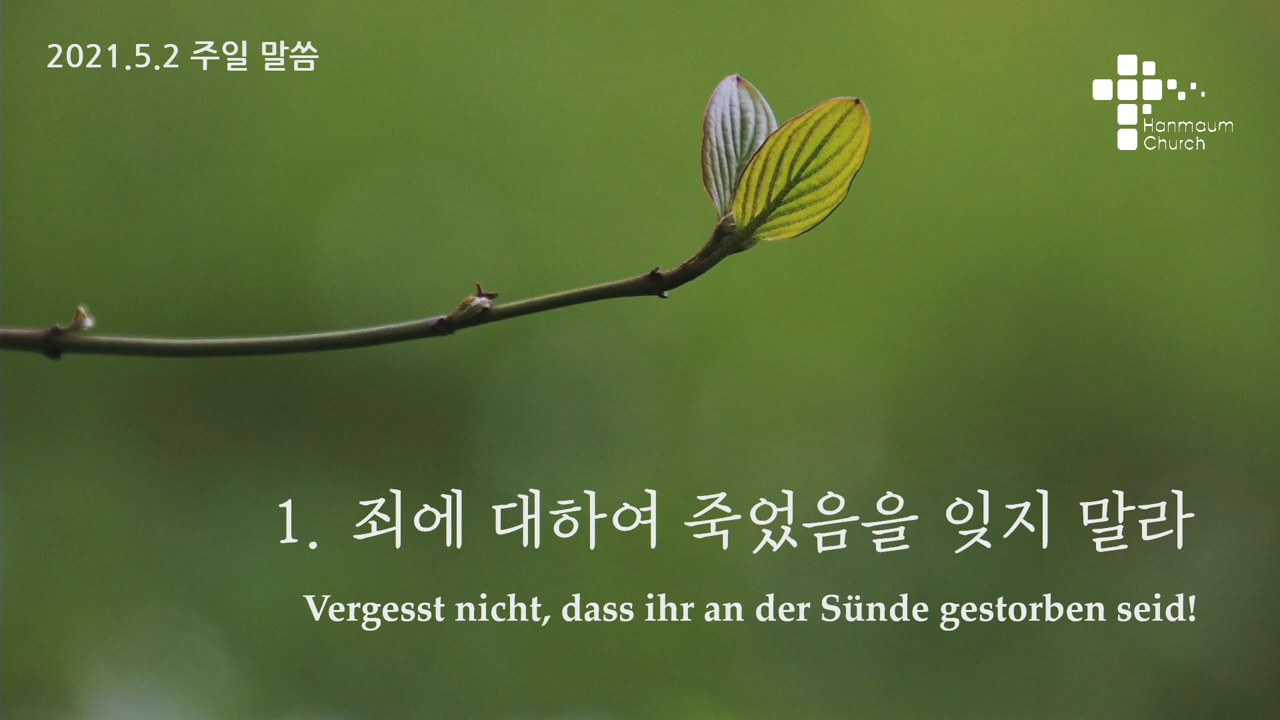 2021.5.2 주일 말씀
Hanmaum
Church
1. 죄에 대하여 죽었음을 잊지 말라
Vergesst nicht, dass ihr an der Sünde gestorben seid!